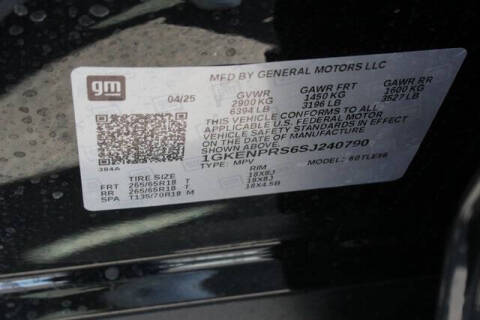 MFD BY GENERAL MOTORS LLC
gm
04/25 GVWR GAWR FRT GAWR RR
2900 KG 1450 KG 1600 KG
6394 LB 3196 LB 3527 LB
THIS VEHICLE CONFORMS TO ALL
APPLICABLE U.S. FEDERAL MOTOR
VEHICLE SAFETY STANDARDS IN EFFECT
ON THE DATE OF MANUFACTURE
SHOWN ABOVE.
1GKENPRS6SJ240790
384A TYPE: MPV MODEL:
TIRE SIZE RIM
FRT 265/65R18 T 18X8J
RR 265/65R18 T 18X8J
SPA T135/70R18 M 18X4.5B